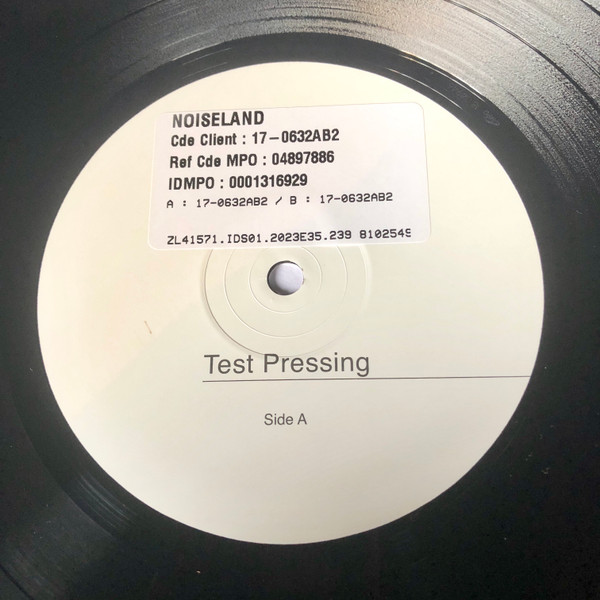 NOISELAND
Cde Client : 17-0632AB2
Ref Cde MPO : 04897886
IDMPO : 0001316929
A : 17-0632AB2 / B : 17-0632AB2
ZL41571.IDS01.2023E35.239 8102549
Test Pressing
Side A